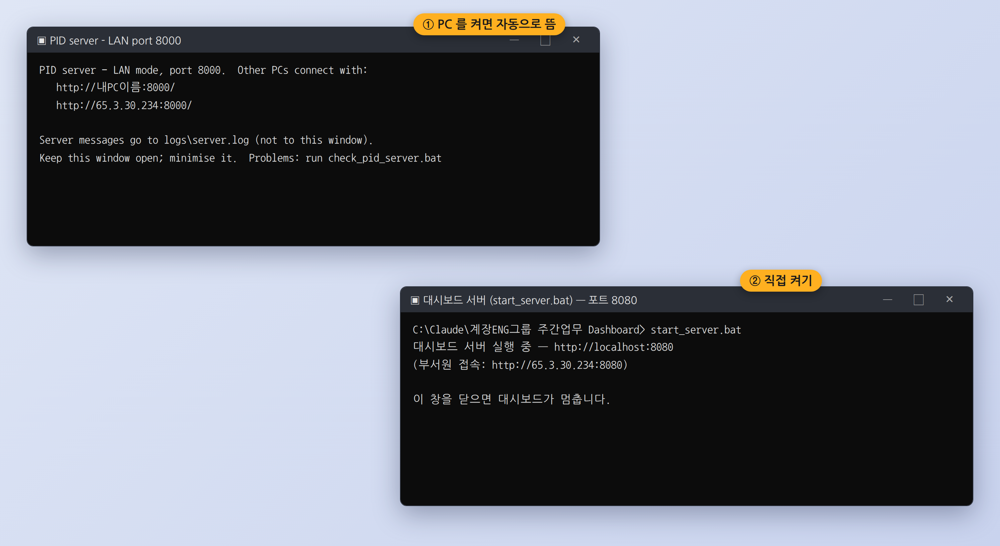 ① PC 를 켜면 자동으로 뜸
▣ PID server - LAN port 8000
PID server - LAN mode, port 8000. Other PCs connect with:
http://내PC이름:8000/
http://65.3.30.234:8000/
Server messages go to logs\server.log (not to this window).
Keep this window open; minimise it. Problems: run check_pid_server.bat
② 직접 켜기
▣ 대시보드 서버 (start_server.bat) — 포트 8080
C:\Claude\계장ENG그룹 주간업무 Dashboard> start_server.bat
대시보드 서버 실행 중 — http://localhost:8080
(부서원 접속: http://65.3.30.234:8080)
이 창을 닫으면 대시보드가 멈춥니다.